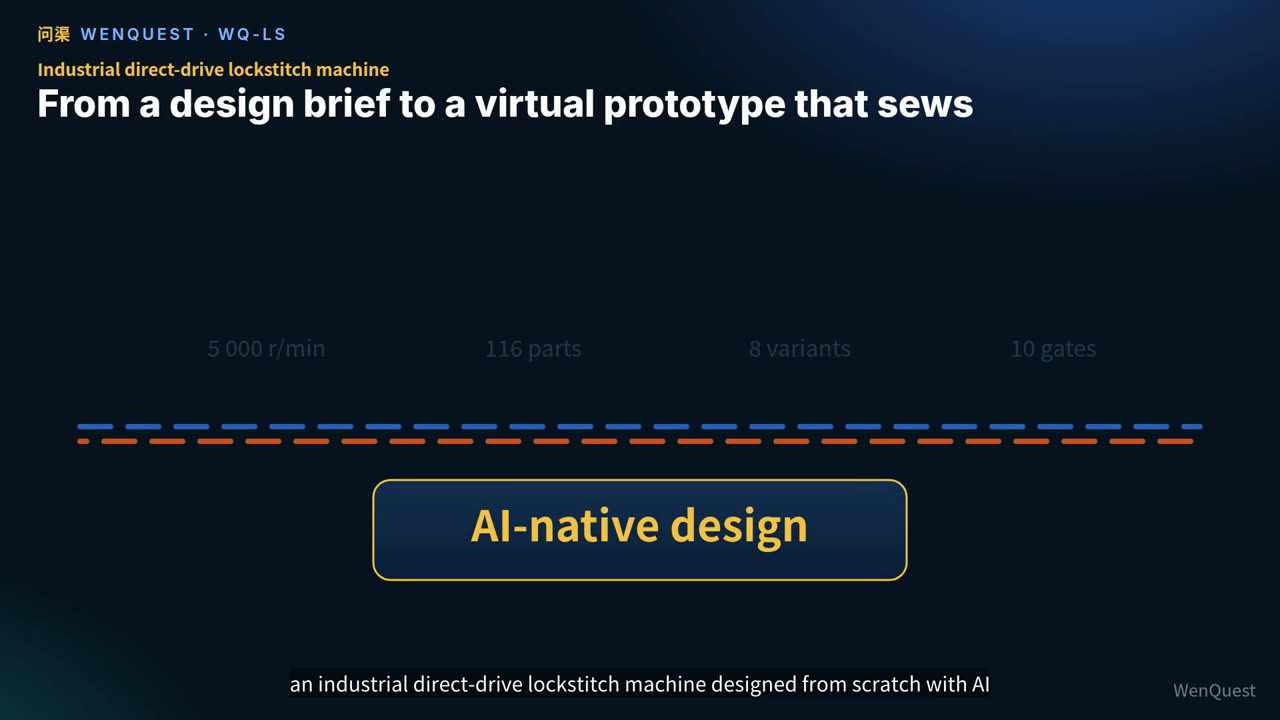 问渠 WENQUEST · WQ-LS
Industrial direct-drive lockstitch machine
From a design brief to a virtual prototype that sews
5 000 r/min 116 parts 8 variants 10 gates
AI-native design
an industrial direct-drive lockstitch machine designed from scratch with AI
WenQuest